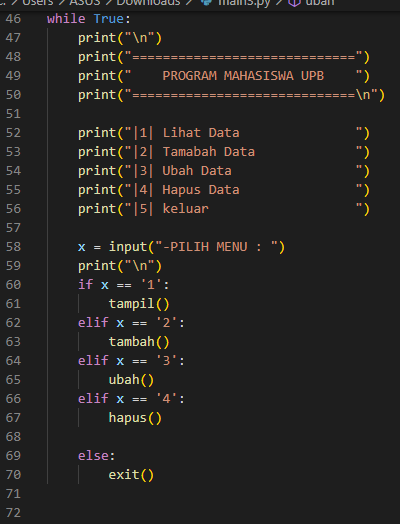 C: > Users > ASUS > Downloads > main3.py > ubah
46 while True:
47     print("\n")
48     print("=============================")
49     print("    PROGRAM MAHASISWA UPB    ")
50     print("=============================\n")
51
52     print("|1| Lihat Data               ")
53     print("|2| Tamabah Data             ")
54     print("|3| Ubah Data                ")
55     print("|4| Hapus Data               ")
56     print("|5| keluar                   ")
57
58     x = input("-PILIH MENU : ")
59     print("\n")
60     if x == '1':
61         tampil()
62     elif x == '2':
63         tambah()
64     elif x == '3':
65         ubah()
66     elif x == '4':
67         hapus()
68
69     else:
70         exit()
71
72